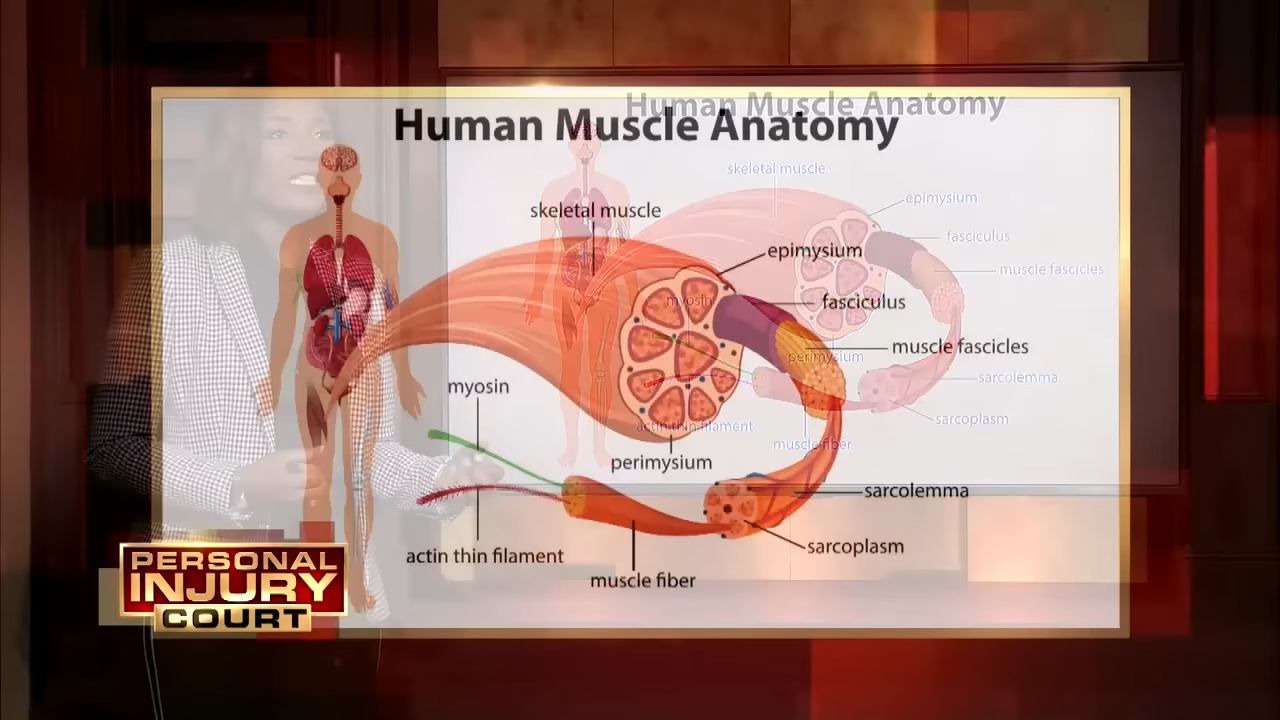 Human Muscle Anatomy
Human Muscle Anatomy
skeletal muscle
epimysium
fasciculus
muscle fascicles
skeletal muscle
epimysium
myosin
fasciculus
muscle fascicles
perimysium
sarcolemma
myosin
sarcoplasm
actin thin filament
muscle fiber
perimysium
sarcolemma
actin thin filament
sarcoplasm
muscle fiber
PERSONAL
INJURY
COURT